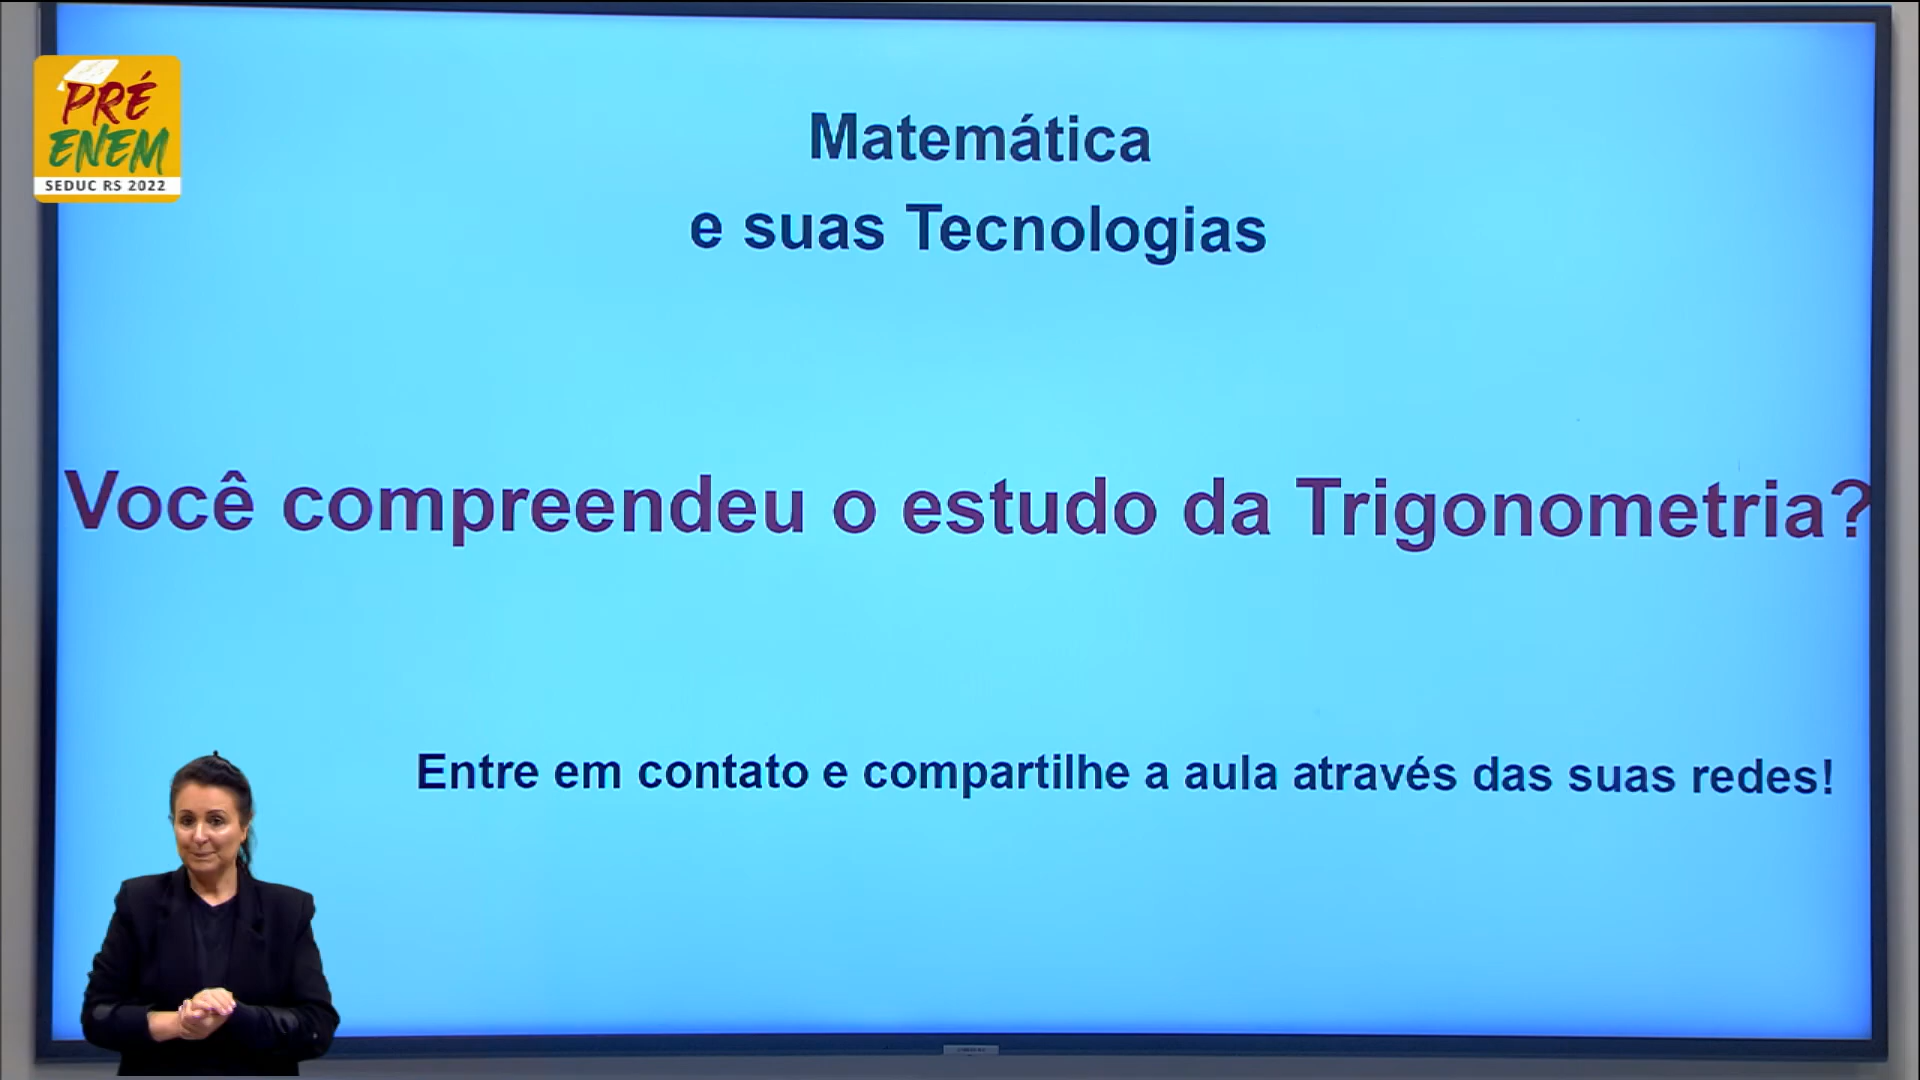 PRÉ
ENEM
SEDUC RS 2022
Matemática
e suas Tecnologias
Você compreendeu o estudo da Trigonometria?
Entre em contato e compartilhe a aula através das suas redes!